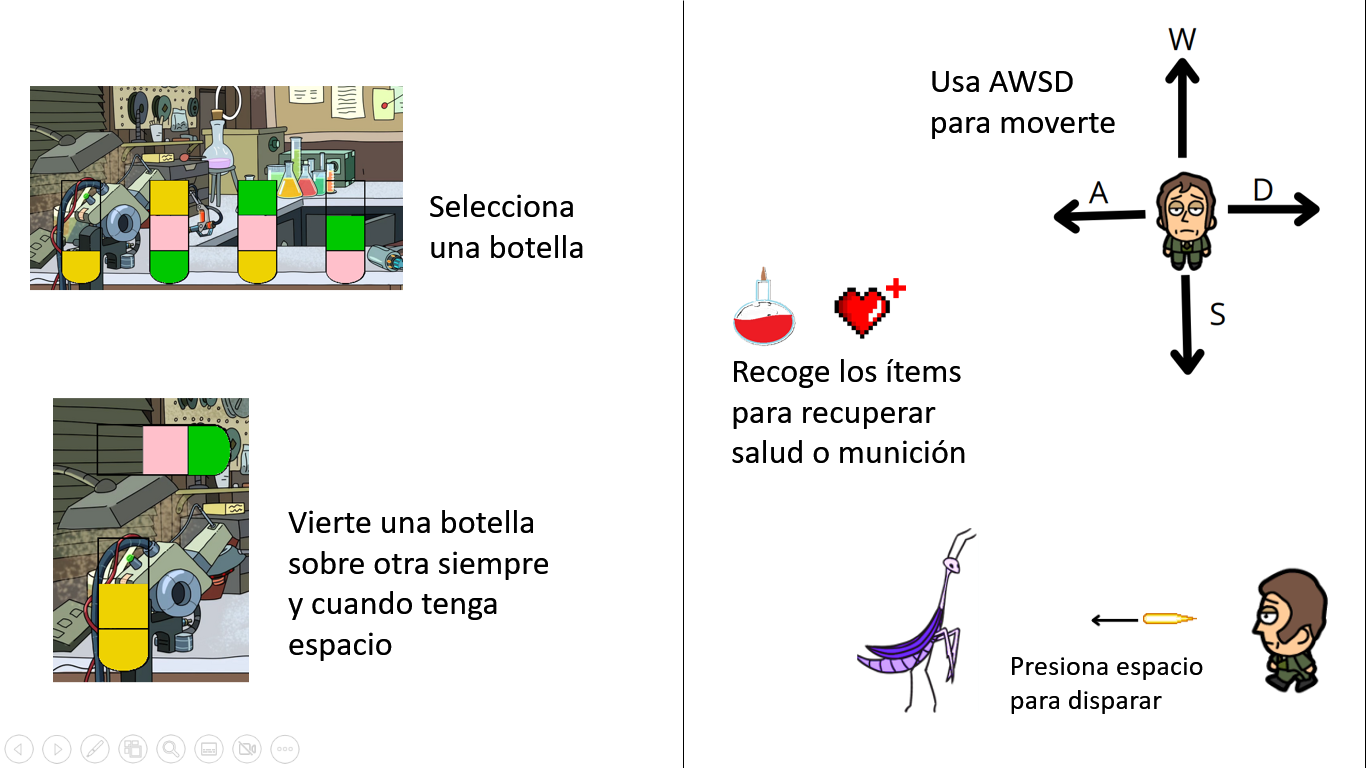 Selecciona
una botella
Vierte una botella
sobre otra siempre
y cuando tenga
espacio
W
Usa AWSD
para moverte
A
D
S
Recoge los ítems
para recuperar
salud o munición
Presiona espacio
para disparar